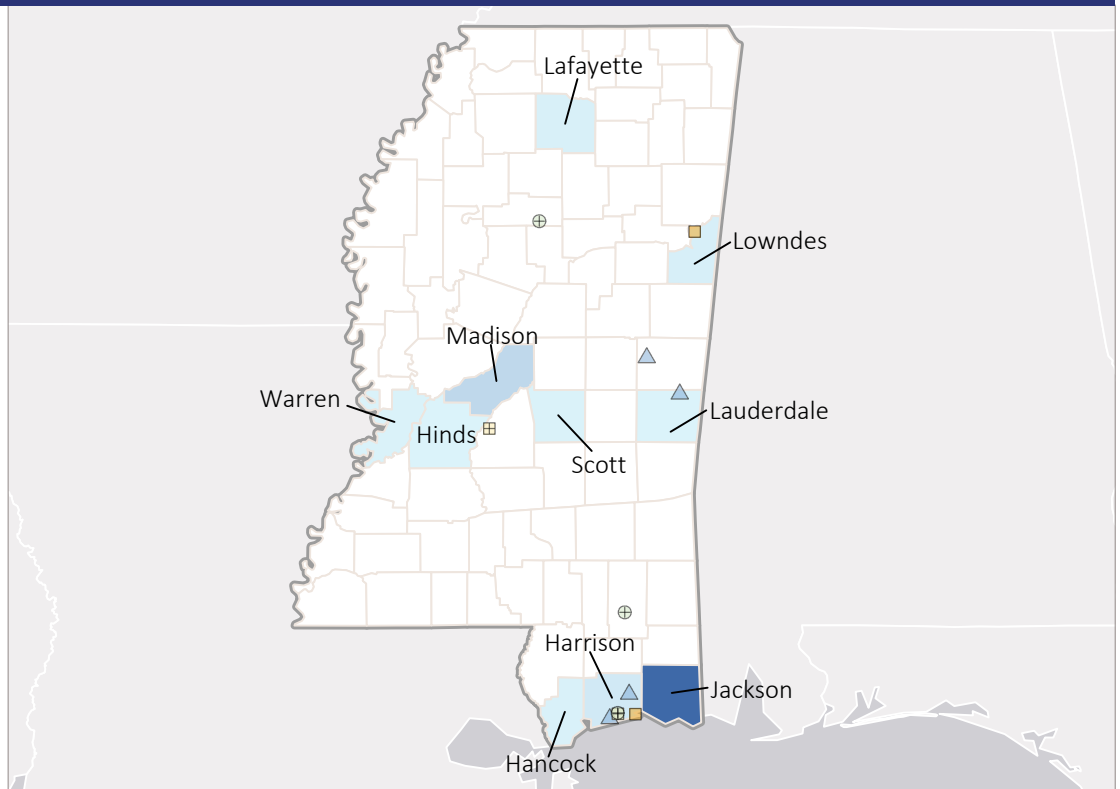 Lafayette
Lowndes
Madison
Warren
Hinds
Lauderdale
Scott
Harrison
Jackson
Hancock